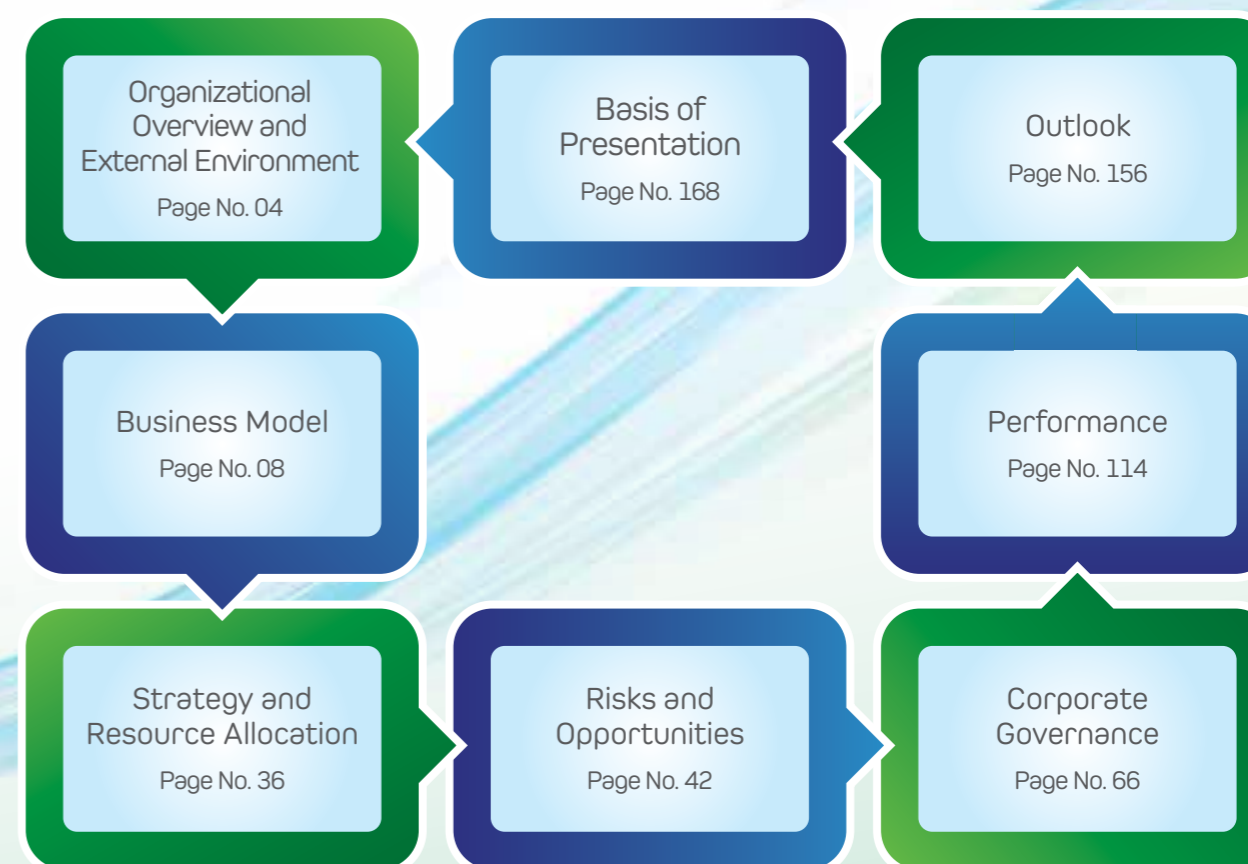 Organizational
Overview and
External Environment
Page No. 04
Basis of
Presentation
Page No. 168
Outlook
Page No. 156
Business Model
Page No. 08
Performance
Page No. 114
Strategy and
Resource Allocation
Page No. 36
Risks and
Opportunities
Page No. 42
Corporate
Governance
Page No. 66